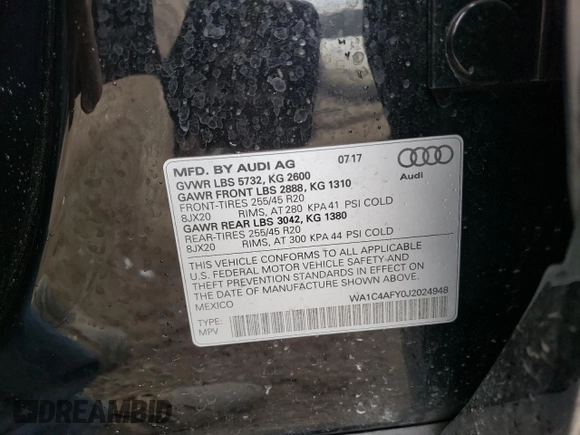 MFD. BY AUDI AG 07.17
GVWR LBS 5732, KG 2600
GAWR FRONT LBS 2888, KG 1310
FRONT-TIRES 255/45 R20
8JX20 RIMS, AT 280 KPA 41 PSI COLD
GAWR REAR LBS 3042, KG 1380
REAR-TIRES 255/45 R20
8JX20 RIMS, AT 300 KPA 44 PSI COLD
Audi
THIS VEHICLE CONFORMS TO ALL APPLICABLE
U.S. FEDERAL MOTOR VEHICLE SAFETY-AND
THEFT PREVENTION STANDARDS IN EFFECT ON
THE DATE OF MANUFACTURE SHOWN ABOVE.
MEXICO
WA1C4AFY0J2024948
TYPE:
MPV
DREAMBID